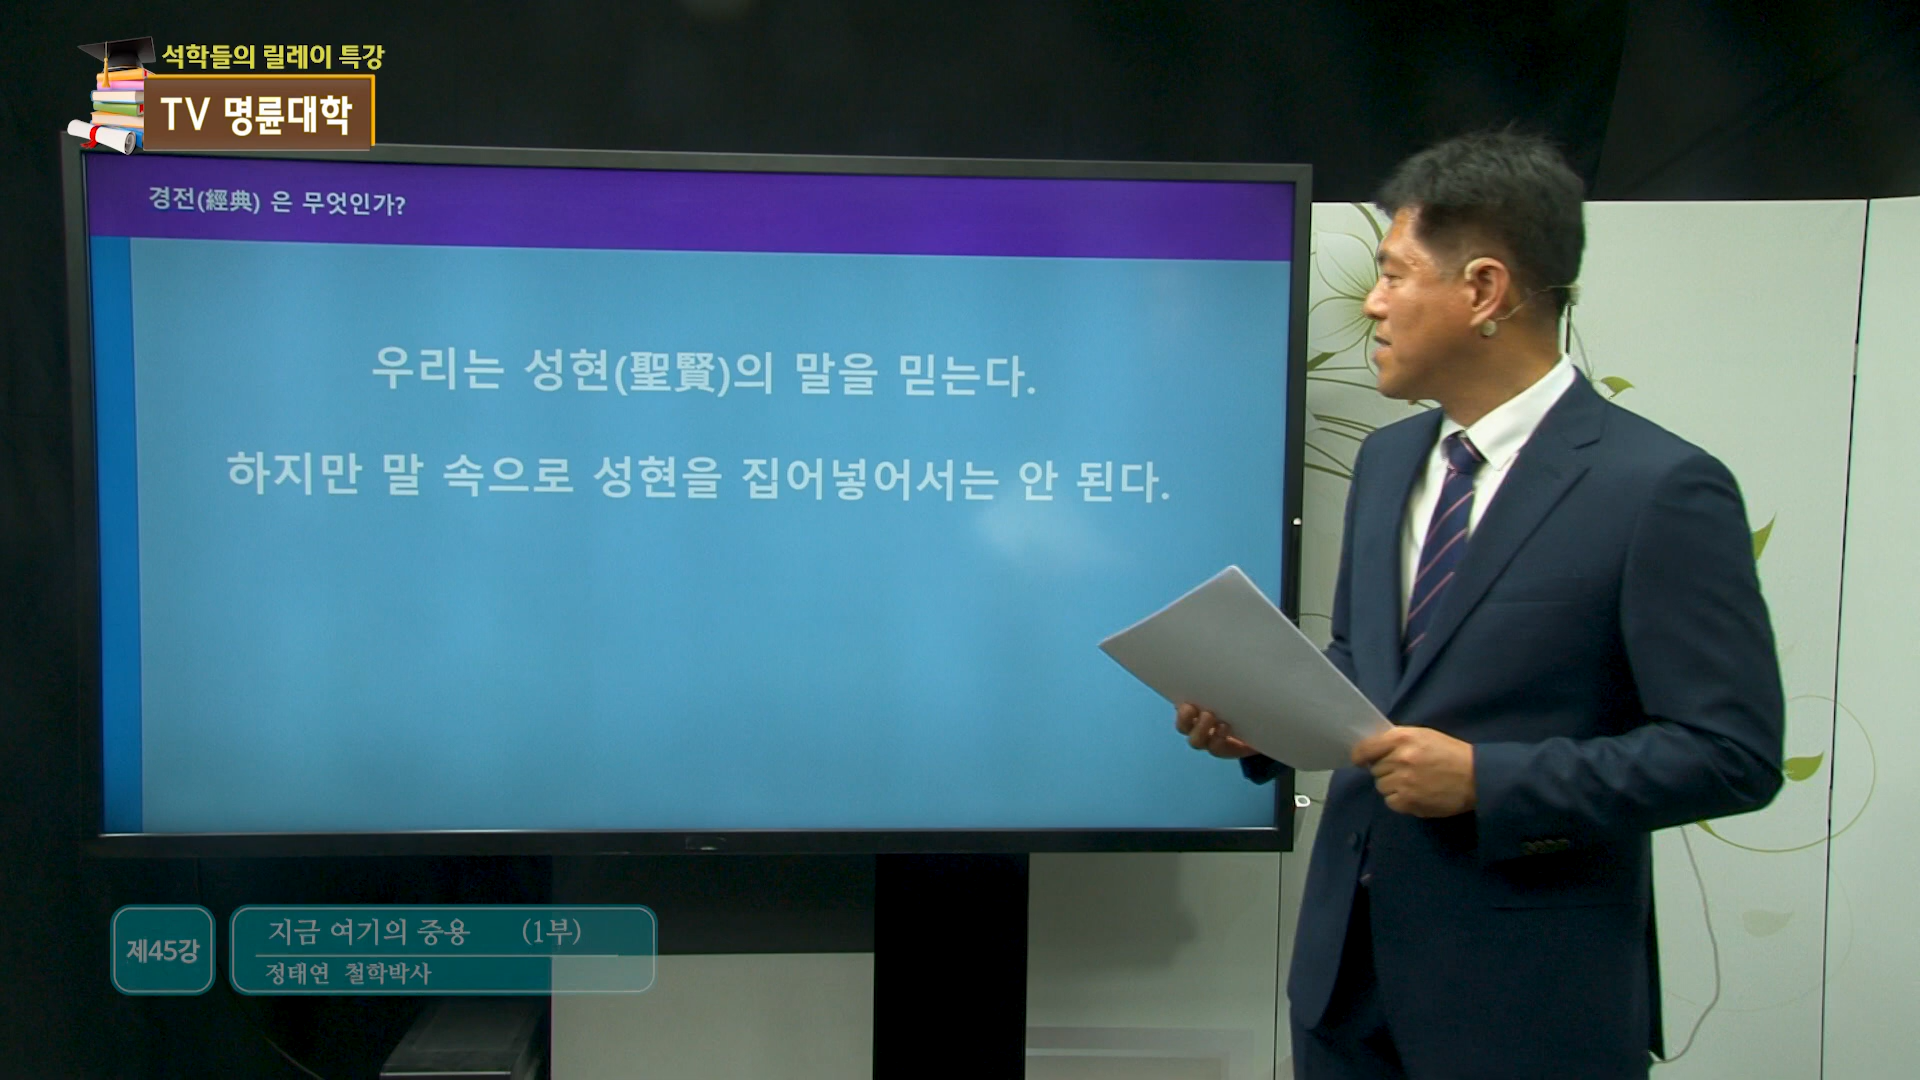 석학들의 릴레이 특강
TV 명륜대학
경전(經典) 은 무엇인가?
우리는 성현(聖賢)의 말을 믿는다.
하지만 말 속으로 성현을 집어넣어서는 안 된다.
제45강
지금 여기의 중용 (1부)
정태연 철학박사